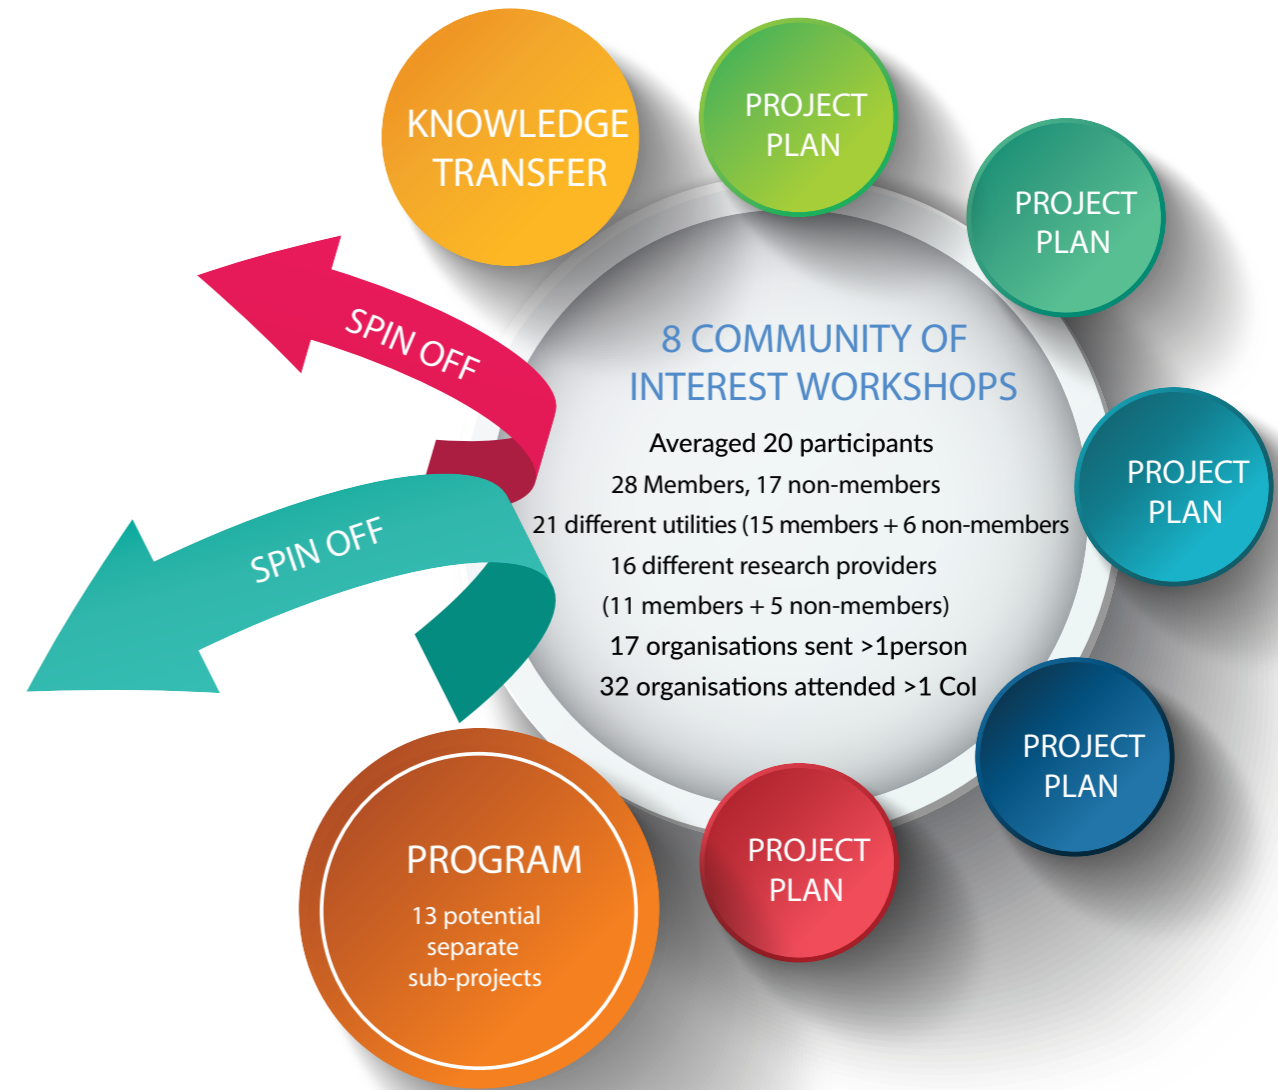 KNOWLEDGE
TRANSFER
PROJECT
PLAN
PROJECT
PLAN
SPIN OFF
8 COMMUNITY OF
INTEREST WORKSHOPS
Averaged 20 participants
28 Members, 17 non-members
21 different utilities (15 members + 6 non-members
16 different research providers
(11 members + 5 non-members)
17 organisations sent >1person
32 organisations attended >1 CoI
PROJECT
PLAN
SPIN OFF
PROJECT
PLAN
PROJECT
PLAN
PROGRAM
13 potential
separate
sub-projects